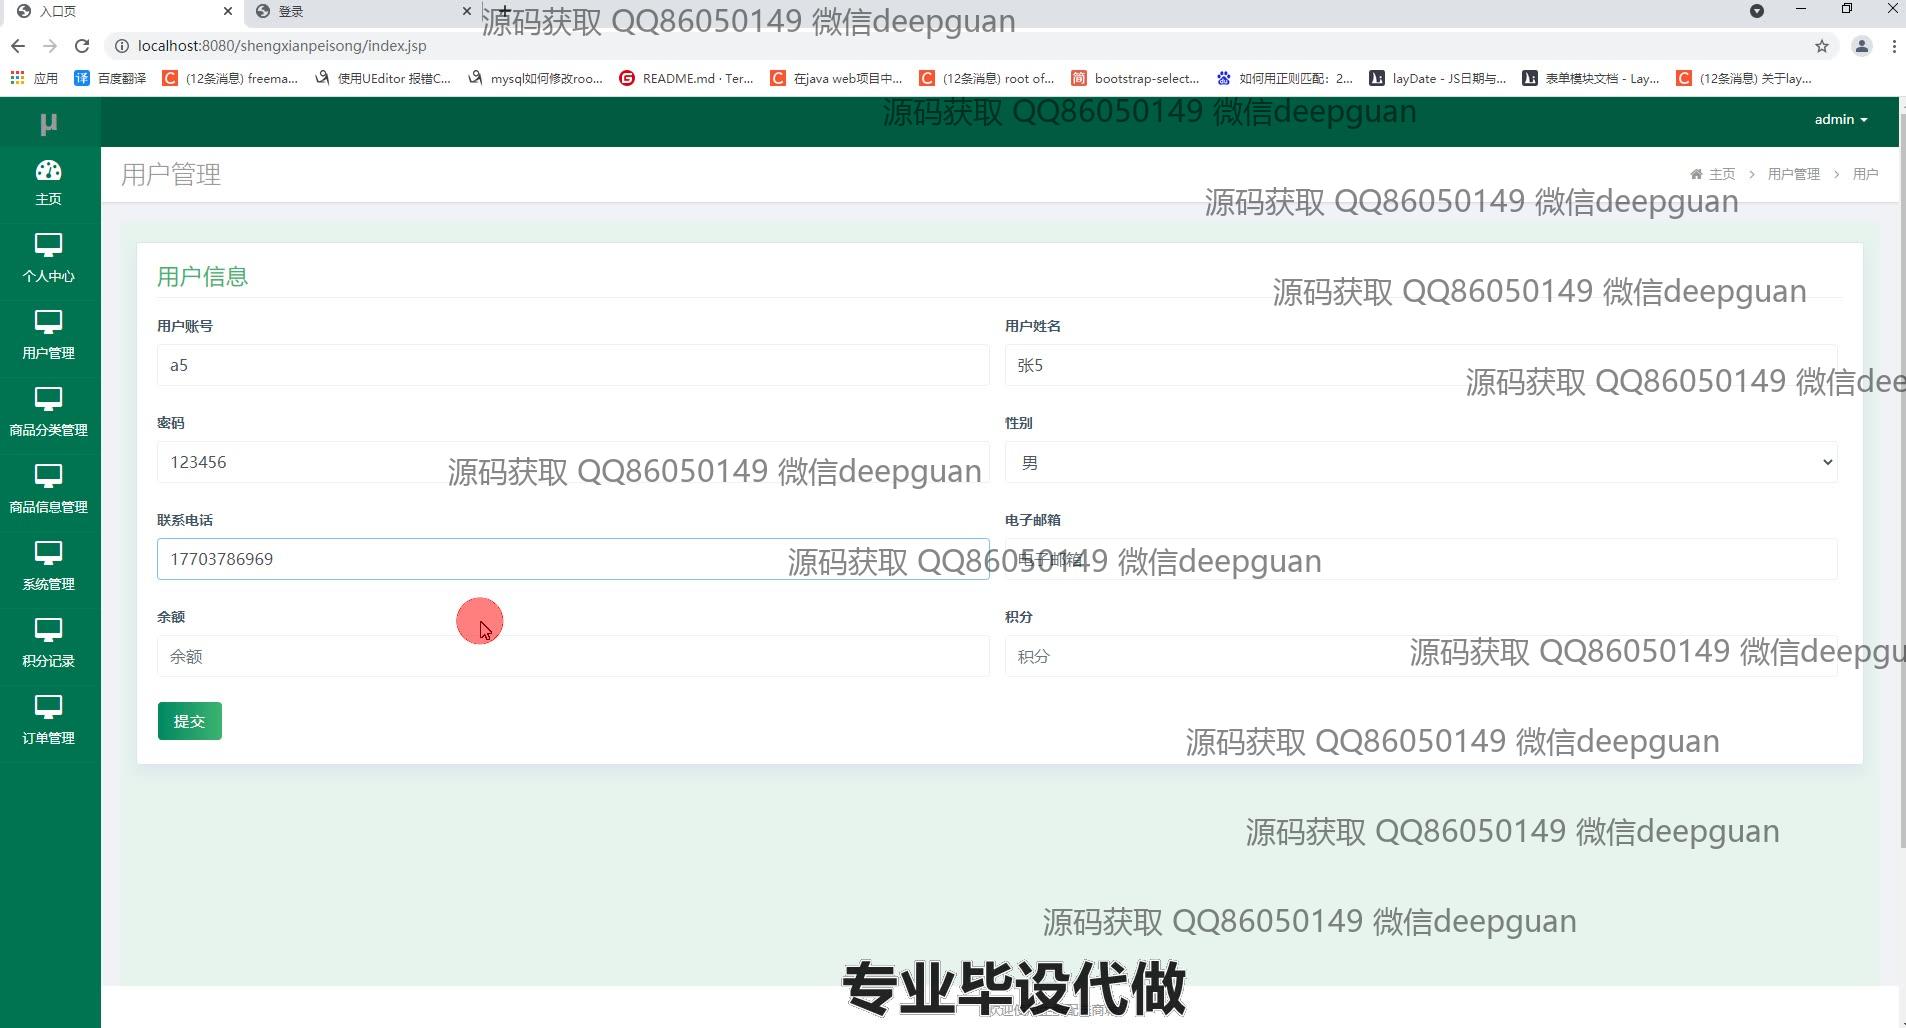 入口页
登录
源码获取 QQ86050149 微信deepguan
localhost:8080/shengxianpeisong/index.jsp
应用 百度翻译 (12条消息) freema... 使用UEditor 报错C... mysql如何修改roo... README.md · Ter... 在java web项目中... (12条消息) root of... bootstrap-select... 如何用正则匹配：2... layDate - JS日期与... 表单模块文档 - Lay... (12条消息) 关于lay...
μ
源码获取 QQ86050149 微信deepguan
admin
用户管理
主页 > 用户管理 > 用户
源码获取 QQ86050149 微信deepguan
主页
个人中心
用户管理
商品分类管理
商品信息管理
系统管理
积分记录
订单管理
用户信息
源码获取 QQ86050149 微信deepguan
用户账号
a5
用户姓名
张5
源码获取 QQ86050149 微信dee
密码
123456
性别
男
源码获取 QQ86050149 微信deepguan
联系电话
17703786969
电子邮箱
电子邮箱
源码获取 QQ86050149 微信deepguan
余额
余额
积分
积分
源码获取 QQ86050149 微信deepgu
提交
源码获取 QQ86050149 微信deepguan
源码获取 QQ86050149 微信deepguan
源码获取 QQ86050149 微信deepguan
专业毕设代做